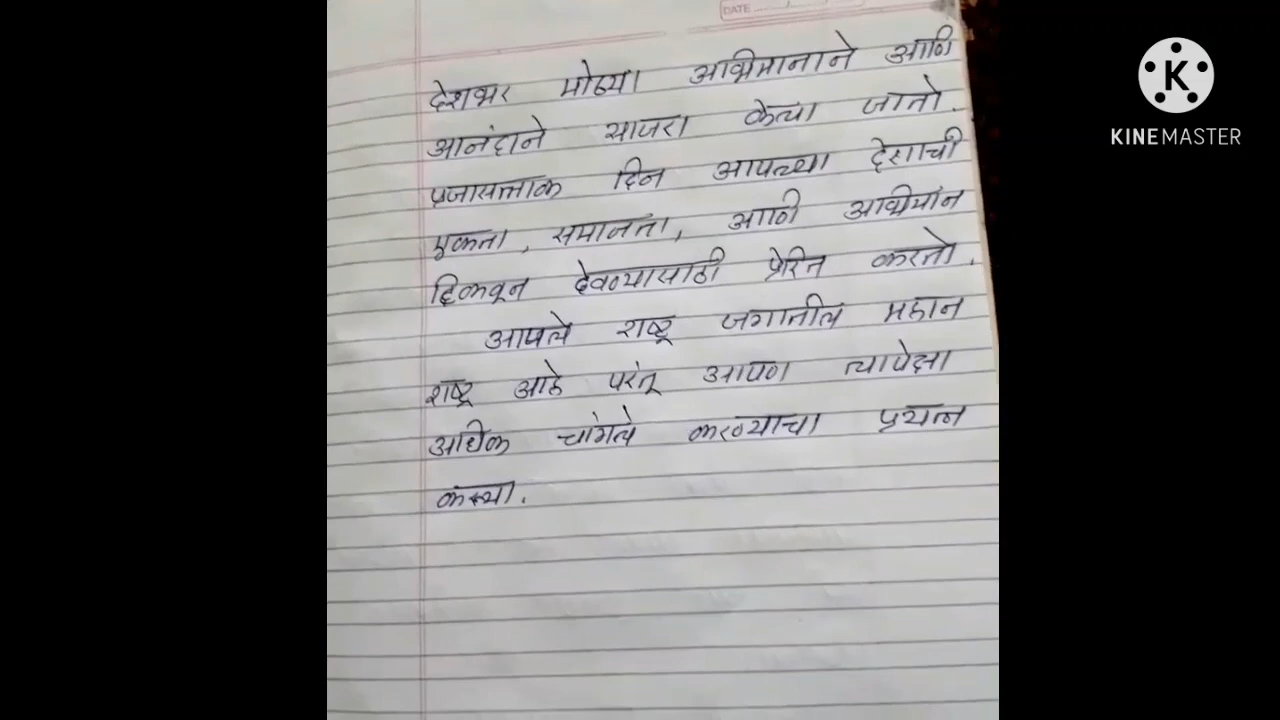 DATE
देशभर मोठ्या अभिमानाने आणि
आनंदाने साजरा केला जातो.
प्रजासत्ताक दिन आपल्या देशाची
एकता, समानता, आणि अभिमान
टिकवून ठेवण्यासाठी प्रेरित करतो.
आपले राष्ट्र जगातील महान
राष्ट्र आहे परंतू आपण त्यापेक्षा
अधिक चांगले करण्याचा प्रयत्न
करूया.
K
KINEMASTER